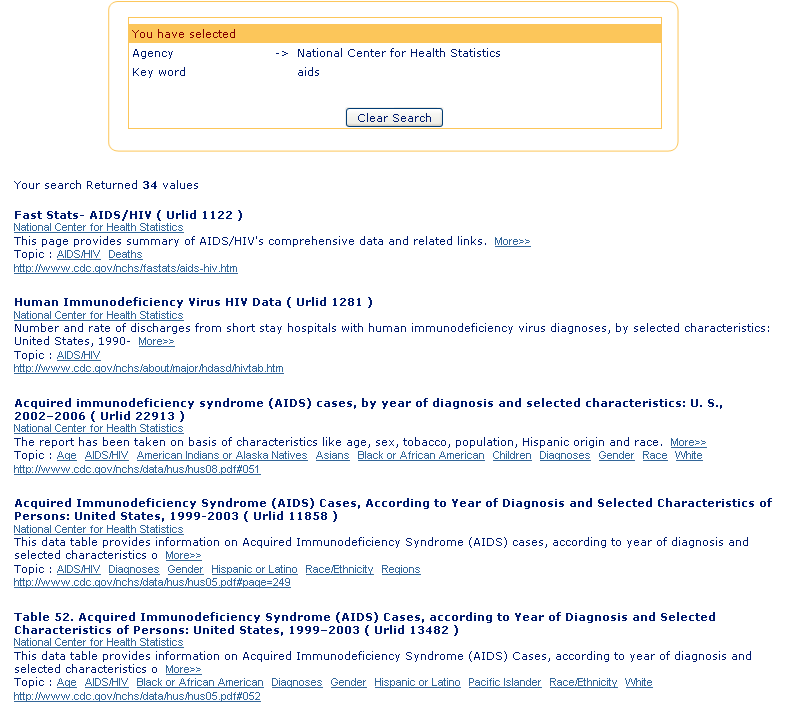 You have selected
Agency -> National Center for Health Statistics
Key word aids
Clear Search
Your search Returned 34 values
Fast Stats- AIDS/HIV ( Urlid 1122 )
National Center for Health Statistics
This page provides summary of AIDS/HIV's comprehensive data and related links. More>>
Topic : AIDS/HIV Deaths
http://www.cdc.gov/nchs/fastats/aids-hiv.htm
Human Immunodeficiency Virus HIV Data ( Urlid 1281 )
National Center for Health Statistics
Number and rate of discharges from short stay hospitals with human immunodeficiency virus diagnoses, by selected characteristics:
United States, 1990- More>>
Topic : AIDS/HIV
http://www.cdc.gov/nchs/about/major/hdasd/hivtab.htm
Acquired immunodeficiency syndrome (AIDS) cases, by year of diagnosis and selected characteristics: U. S.,
2002–2006 ( Urlid 22913 )
National Center for Health Statistics
The report has been taken on basis of characteristics like age, sex, tobacco, population, Hispanic origin and race. More>>
Topic : Age AIDS/HIV American Indians or Alaska Natives Asians Black or African American Children Diagnoses Gender Race White
http://www.cdc.gov/nchs/data/hus/hus08.pdf#051
Acquired Immunodeficiency Syndrome (AIDS) Cases, According to Year of Diagnosis and Selected Characteristics of
Persons: United States, 1999-2003 ( Urlid 11858 )
National Center for Health Statistics
This data table provides information on Acquired Immunodeficiency Syndrome (AIDS) cases, according to year of diagnosis and
selected characteristics o More>>
Topic : AIDS/HIV Diagnoses Gender Hispanic or Latino Race/Ethnicity Regions
http://www.cdc.gov/nchs/data/hus/hus05.pdf#page=249
Table 52. Acquired Immunodeficiency Syndrome (AIDS) Cases, according to Year of Diagnosis and Selected
Characteristics of Persons: United States, 1999–2003 ( Urlid 13482 )
National Center for Health Statistics
This data table provides information on Acquired Immunodeficiency Syndrome (AIDS) Cases, according to year of diagnosis and
selected characteristics o More>>
Topic : Age AIDS/HIV Black or African American Diagnoses Gender Hispanic or Latino Pacific Islander Race/Ethnicity White
http://www.cdc.gov/nchs/data/hus/hus05.pdf#052